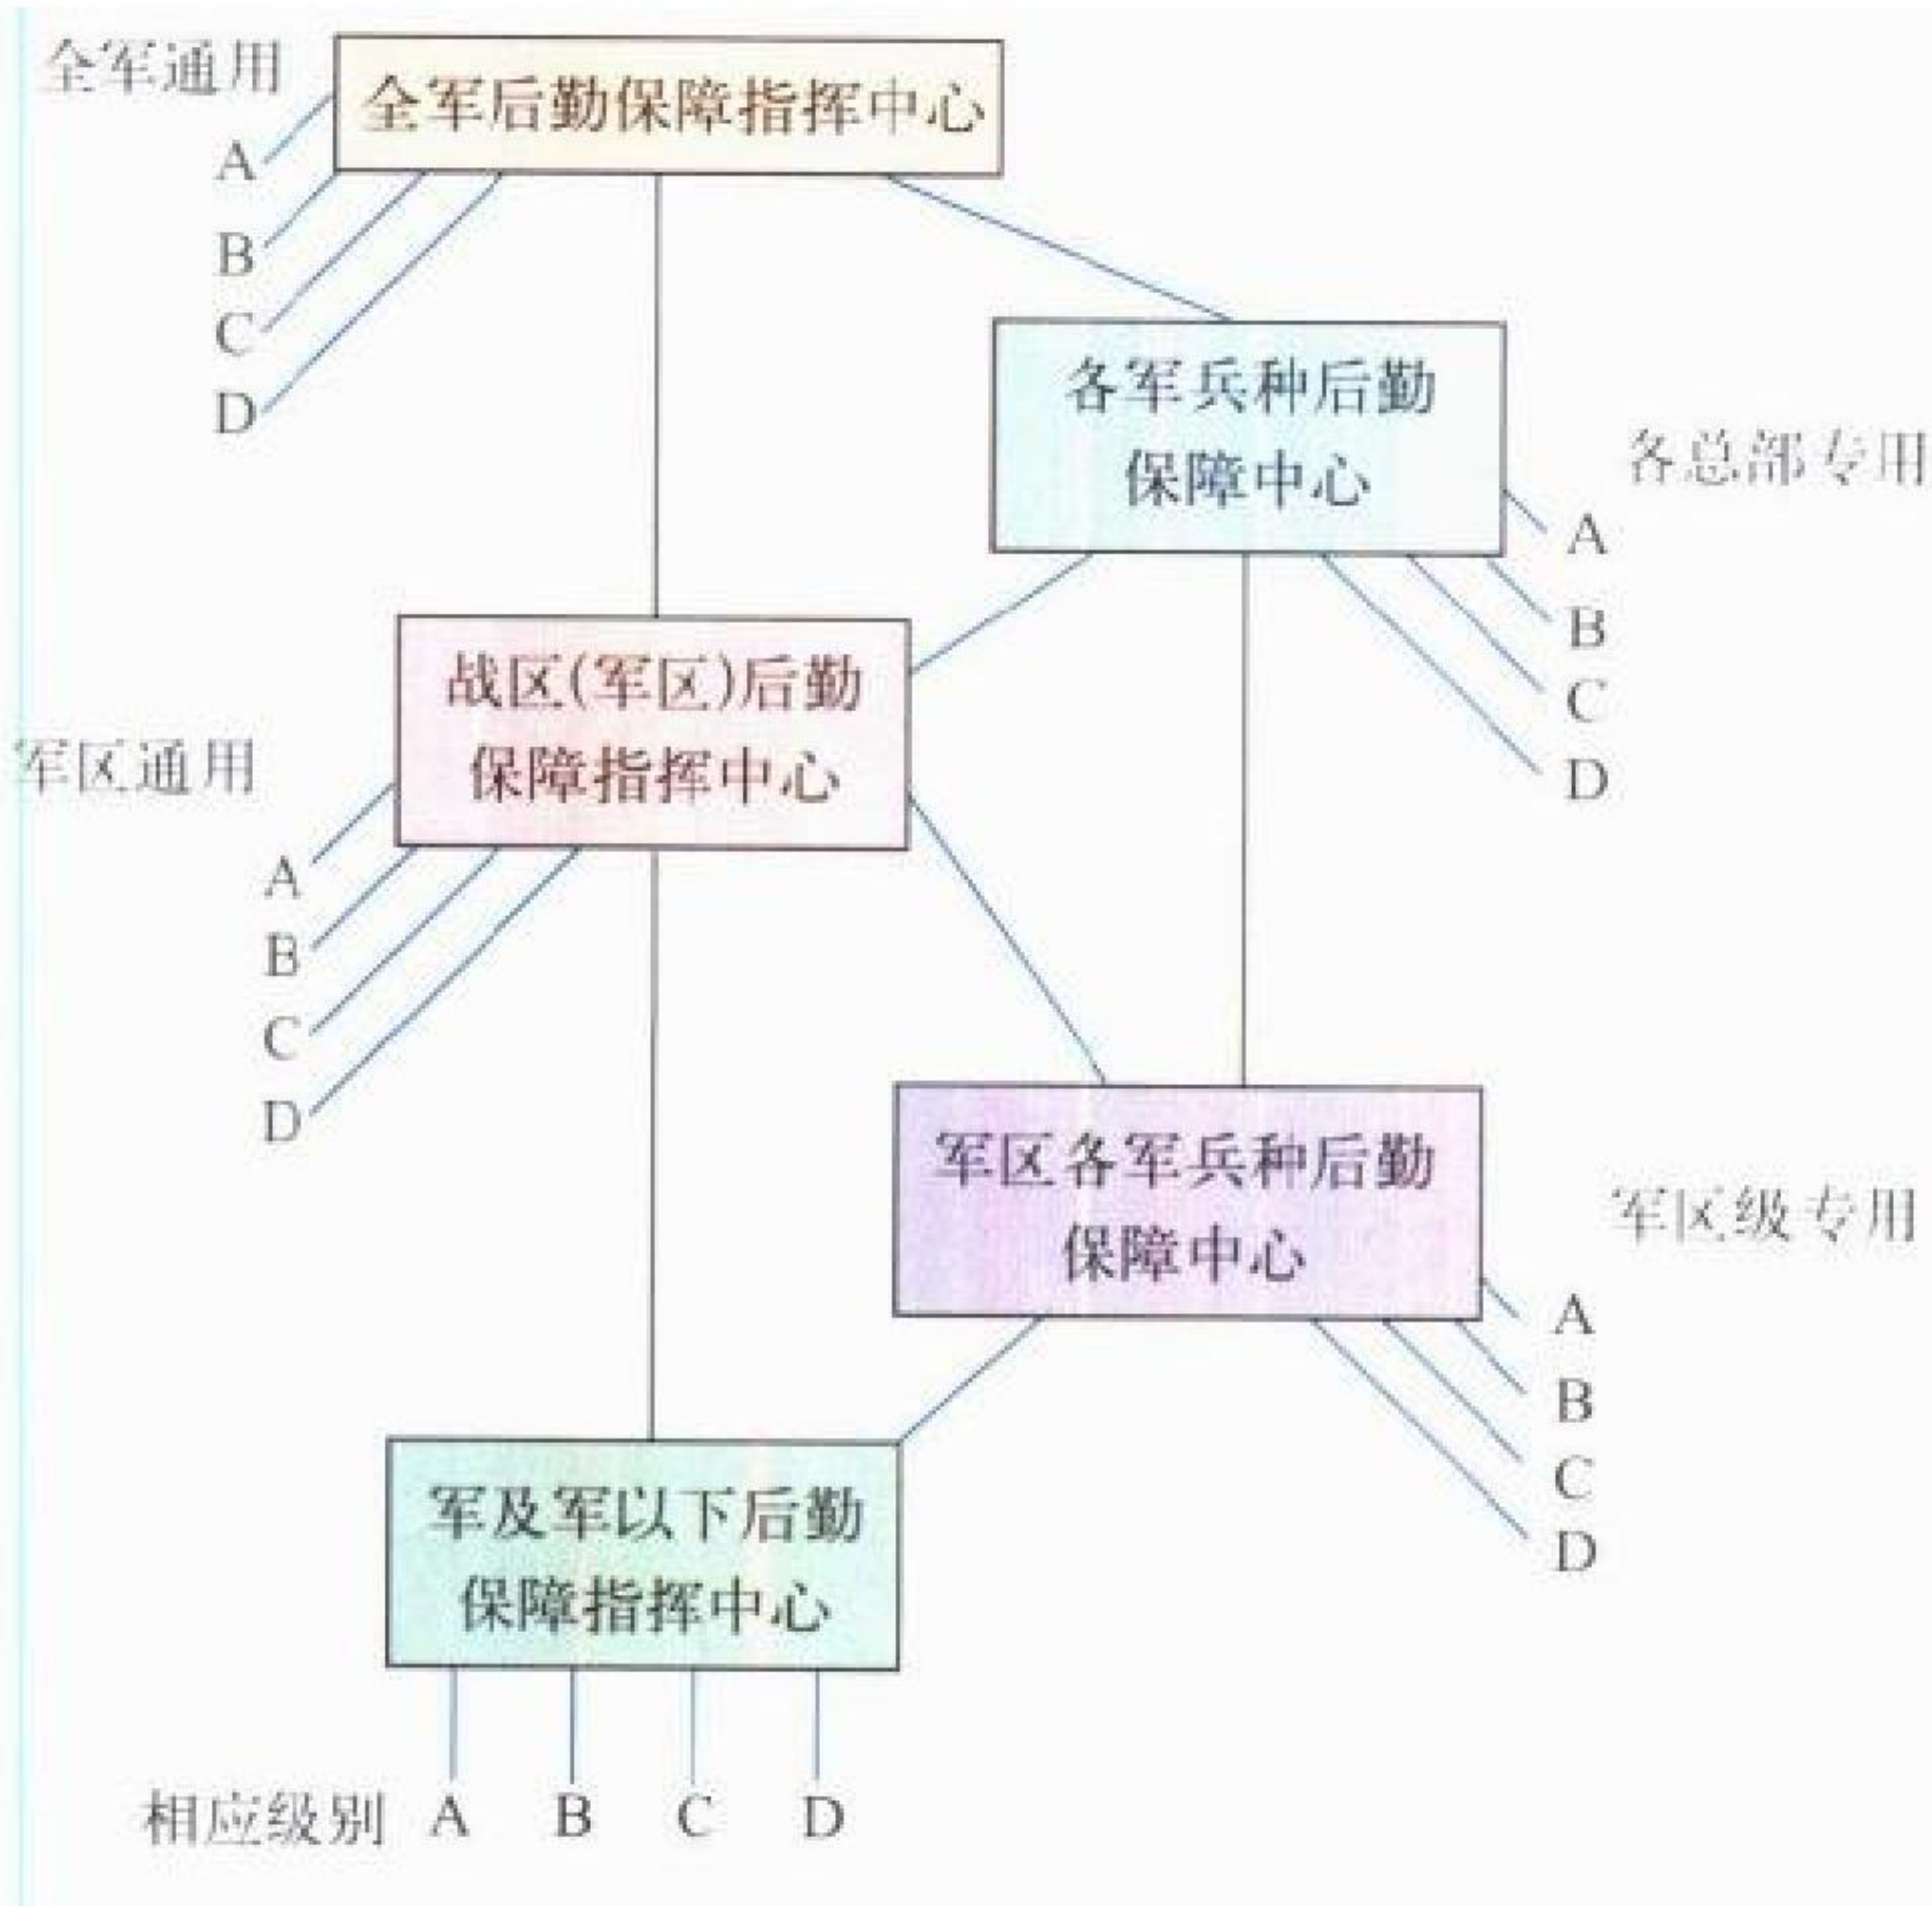 全军通用
全军后勤保障指挥中心
A
B
C
D
各军兵种后勤
保障中心
各总部专用
A
B
C
D
战区(军区)后勤
保障指挥中心
军区通用
A
B
C
D
军区各军兵种后勤
保障中心
军区级专用
A
B
C
D
军及军以下后勤
保障指挥中心
相应级别 A B C D